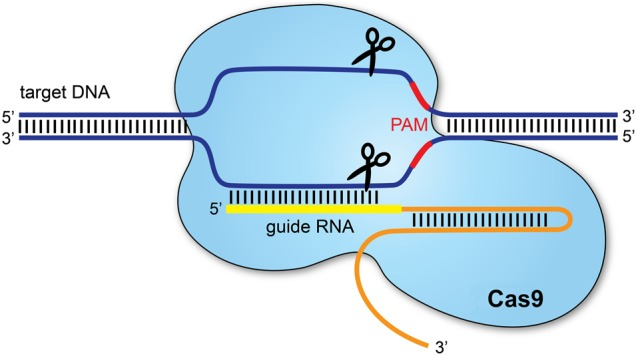 target DNA
5’
3’
3’
5’
PAM
5’
guide RNA
Cas9
3’